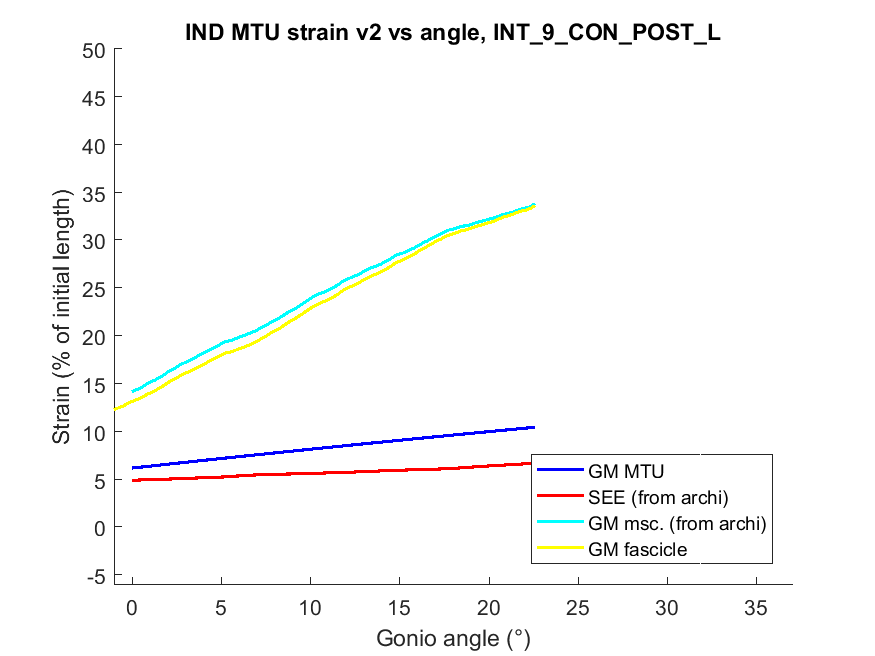 IND MTU strain v2 vs angle, INT_9_CON_POST_L
50
45
40
35
30
25
20
15
10
5
0
-5
Strain (% of initial length)
GM MTU
SEE (from archi)
GM msc. (from archi)
GM fascicle
0 5 10 15 20 25 30 35
Gonio angle (°)